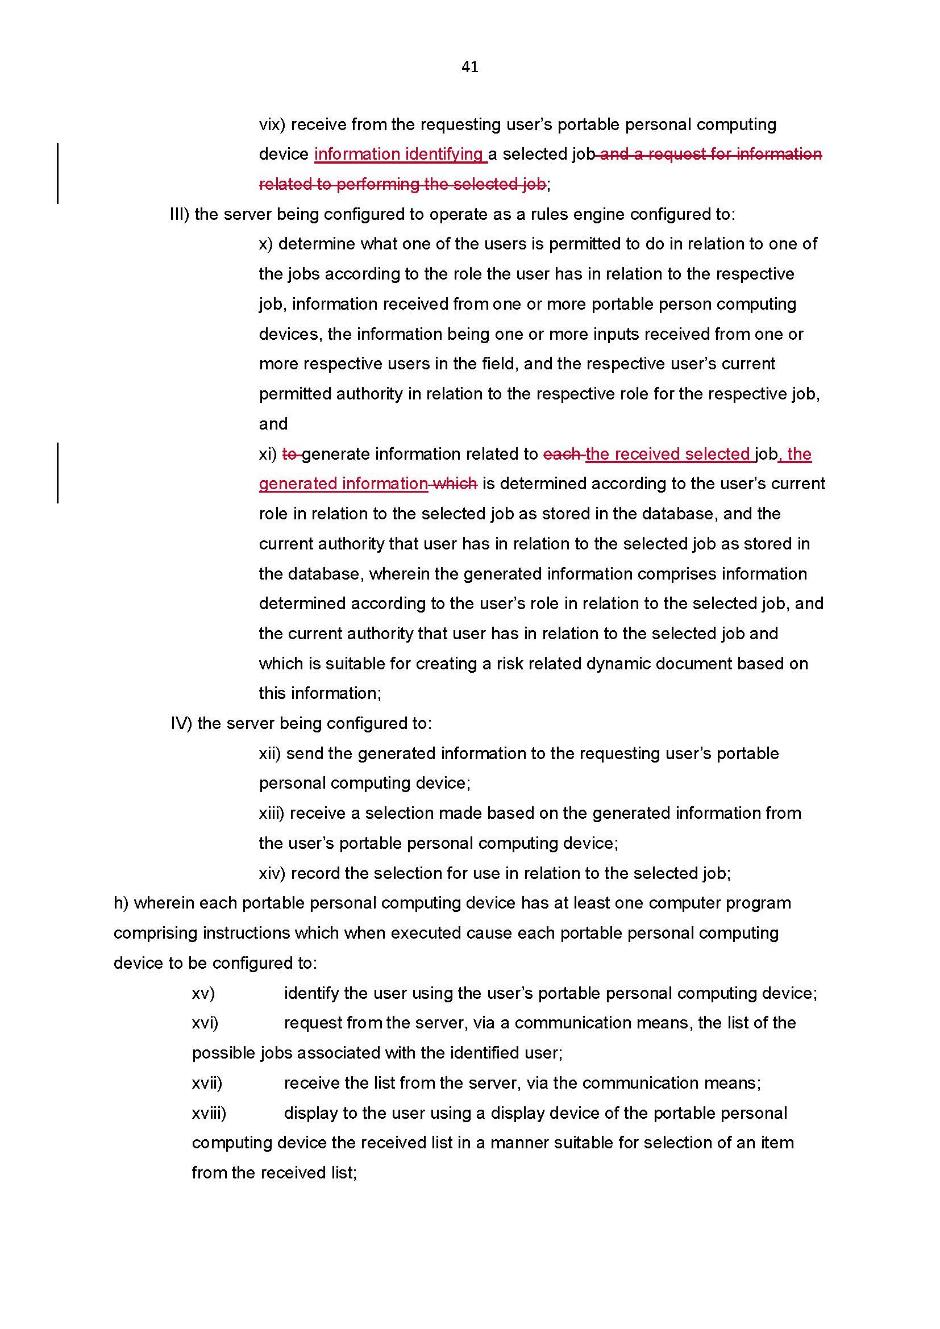 41
vix) receive from the requesting user's portable personal computing
device information identifying a selected job and a request for information
related to performing the selected job;
III) the server being configured to operate as a rules engine configured to:
x) determine what one of the users is permitted to do in relation to one of
the jobs according to the role the user has in relation to the respective
job, information received from one or more portable person computing
devices, the information being one or more inputs received from one or
more respective users in the field, and the respective user's current
permitted authority in relation to the respective role for the respective job,
and
xi) to generate information related to each the received selected job, the
generated information which is determined according to the user's current
role in relation to the selected job as stored in the database, and the
current authority that user has in relation to the selected job as stored in
the database, wherein the generated information comprises information
determined according to the user's role in relation to the selected job, and
the current authority that user has in relation to the selected job and
which is suitable for creating a risk related dynamic document based on
this information;
IV) the server being configured to:
xii) send the generated information to the requesting user's portable
personal computing device;
xiii) receive a selection made based on the generated information from
the user's portable personal computing device;
xiv) record the selection for use in relation to the selected job;
h) wherein each portable personal computing device has at least one computer program
comprising instructions which when executed cause each portable personal computing
device to be configured to:
xv) identify the user using the user's portable personal computing device;
xvi) request from the server, via a communication means, the list of the
possible jobs associated with the identified user;
xvii) receive the list from the server, via the communication means;
xviii) display to the user using a display device of the portable personal
computing device the received list in a manner suitable for selection of an item
from the received list;